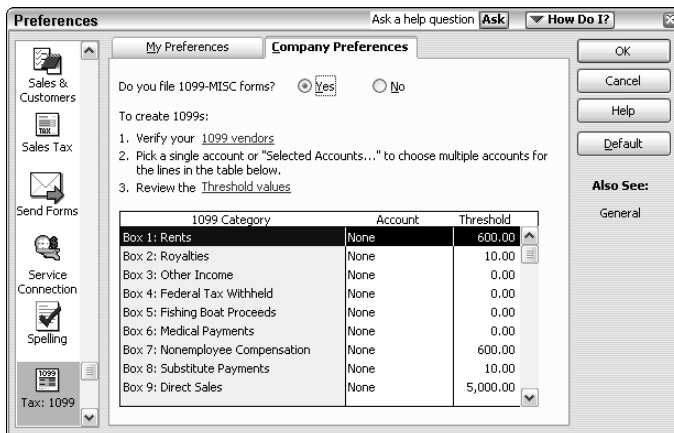 Preferences
Ask a help question Ask How Do I?
My Preferences
Company Preferences
Sales & Customers
Sales Tax
Send Forms
Service Connection
Spelling
1099
Tax: 1099
Do you file 1099-MISC forms? Yes No
To create 1099s:
1. Verify your 1099 vendors
2. Pick a single account or "Selected Accounts..." to choose multiple accounts for
the lines in the table below.
3. Review the Threshold values
1099 Category Account Threshold
Box 1: Rents None 600.00
Box 2: Royalties None 10.00
Box 3: Other Income None 0.00
Box 4: Federal Tax Withheld None 0.00
Box 5: Fishing Boat Proceeds None 0.00
Box 6: Medical Payments None 0.00
Box 7: Nonemployee Compensation None 600.00
Box 8: Substitute Payments None 10.00
Box 9: Direct Sales None 5,000.00
OK
Cancel
Help
Default
Also See:
General